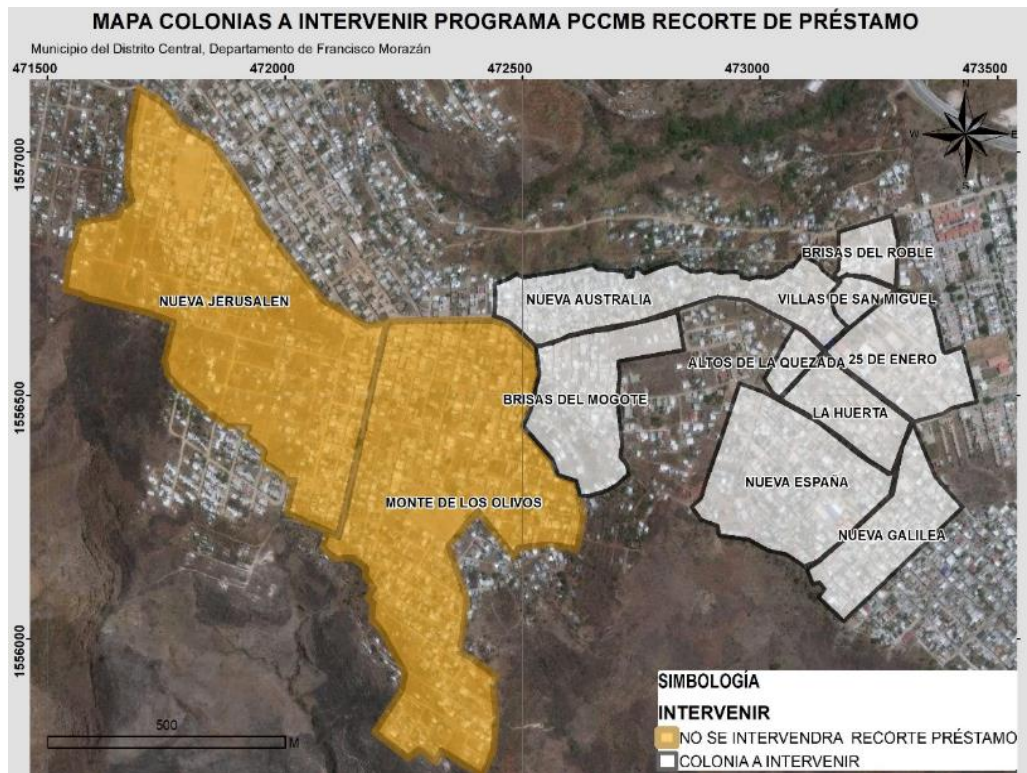 MAPA COLONIAS A INTERVENIR PROGRAMA PCCMB RECORTE DE PRÉSTAMO
Municipio del Distrito Central, Departamento de Francisco Morazán
471500 472000 472500 473000 473500
N
W E
S
1557000
1556500
1556000
BRISAS DEL ROBLE
NUEVA JERUSALEN
NUEVA AUSTRALIA
VILLAS DE SAN MIGUEL
ALTOS DE LA QUEZADA
25 DE ENERO
BRISAS DEL MOGOTE
LA HUERTA
NUEVA ESPAÑA
MONTE DE LOS OLIVOS
NUEVA GALILEA
SIMBOLOGÍA
INTERVENIR
NO SE INTERVENDRA RECORTE PRÉSTAMO
COLONIA A INTERVENIR
500
M